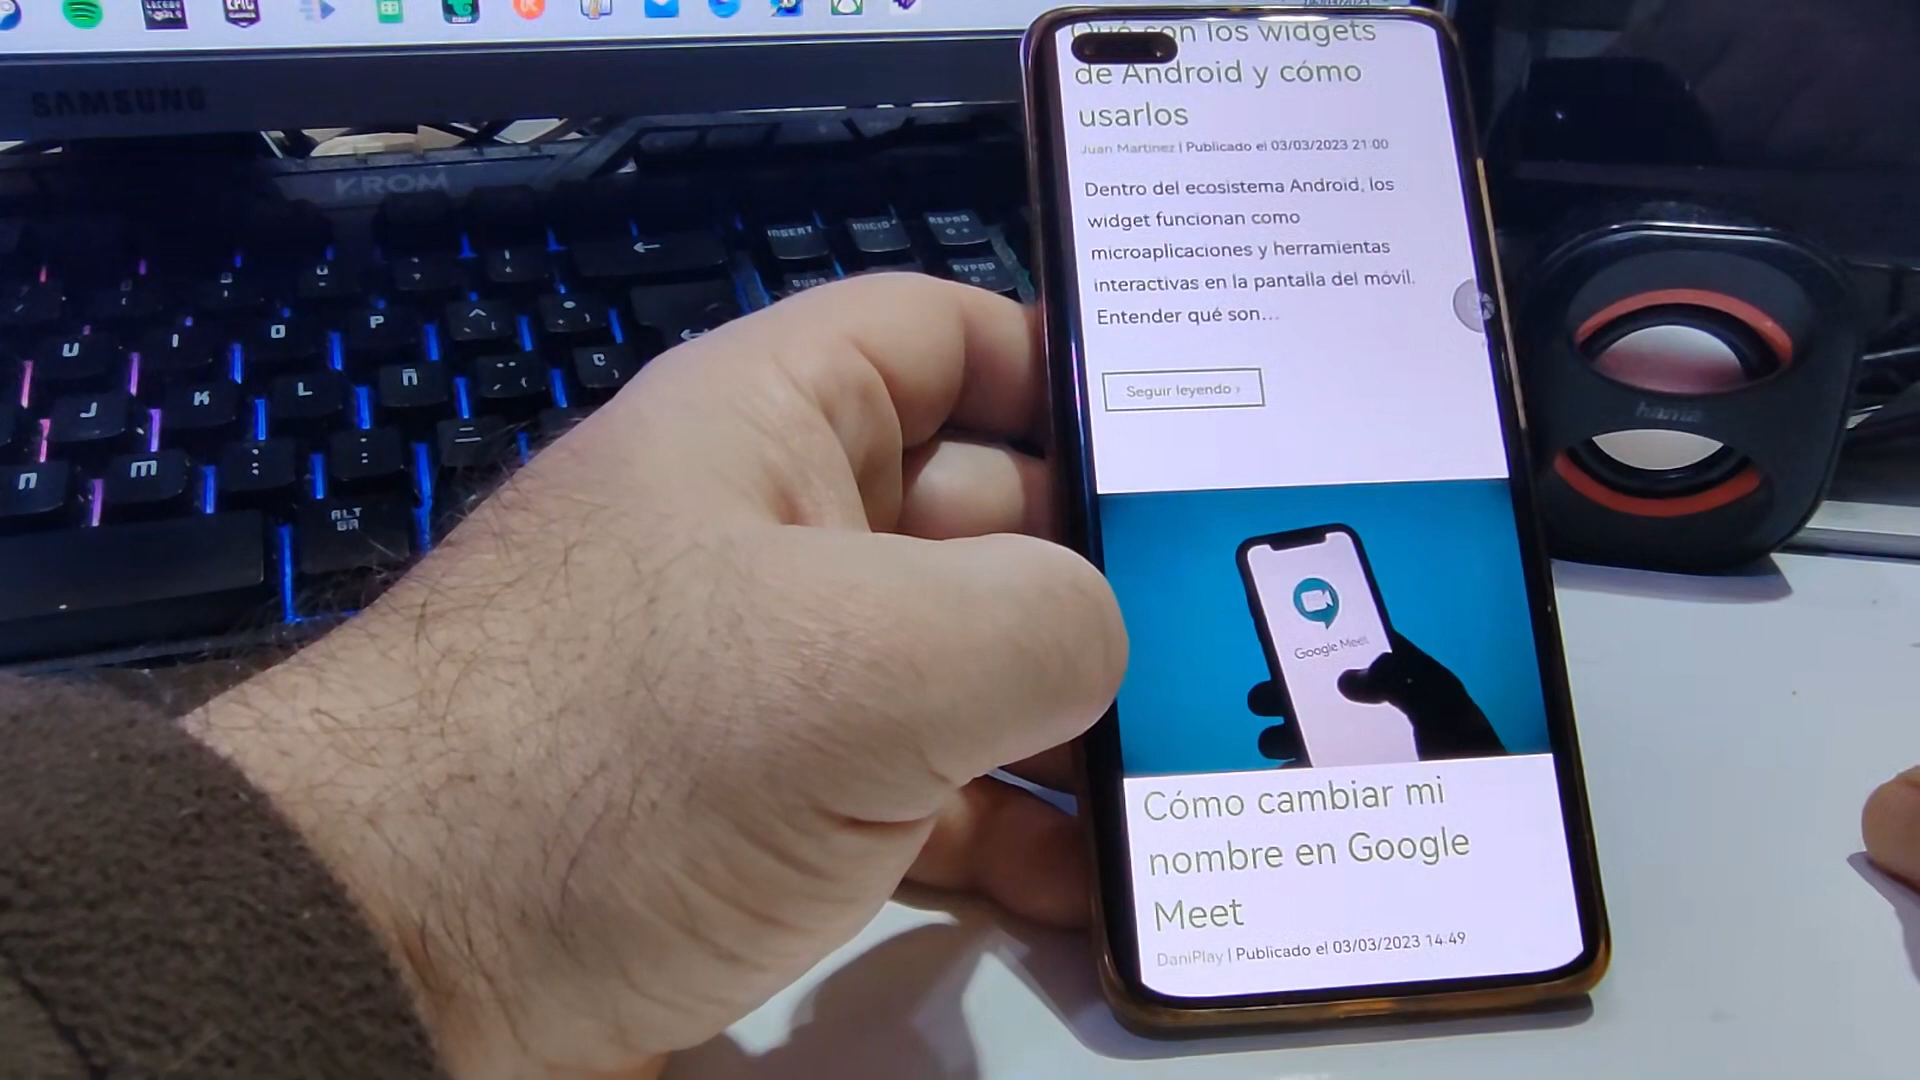 EPIC
GAMES
SAMSUNG
KROM
INSERT
INICIO
REPAG
SUPR
AVPAG
U
I
O
P
J
K
L
Ñ
Ç
N
M
ALT
GR
Qué son los widgets
de Android y cómo
usarlos
Juan Martinez | Publicado el 03/03/2023 21:00
Dentro del ecosistema Android, los
widget funcionan como
microaplicaciones y herramientas
interactivas en la pantalla del móvil.
Entender qué son...
Seguir leyendo ›
Google Meet
Cómo cambiar mi
nombre en Google
Meet
DaniPlay | Publicado el 03/03/2023 14:49
hama